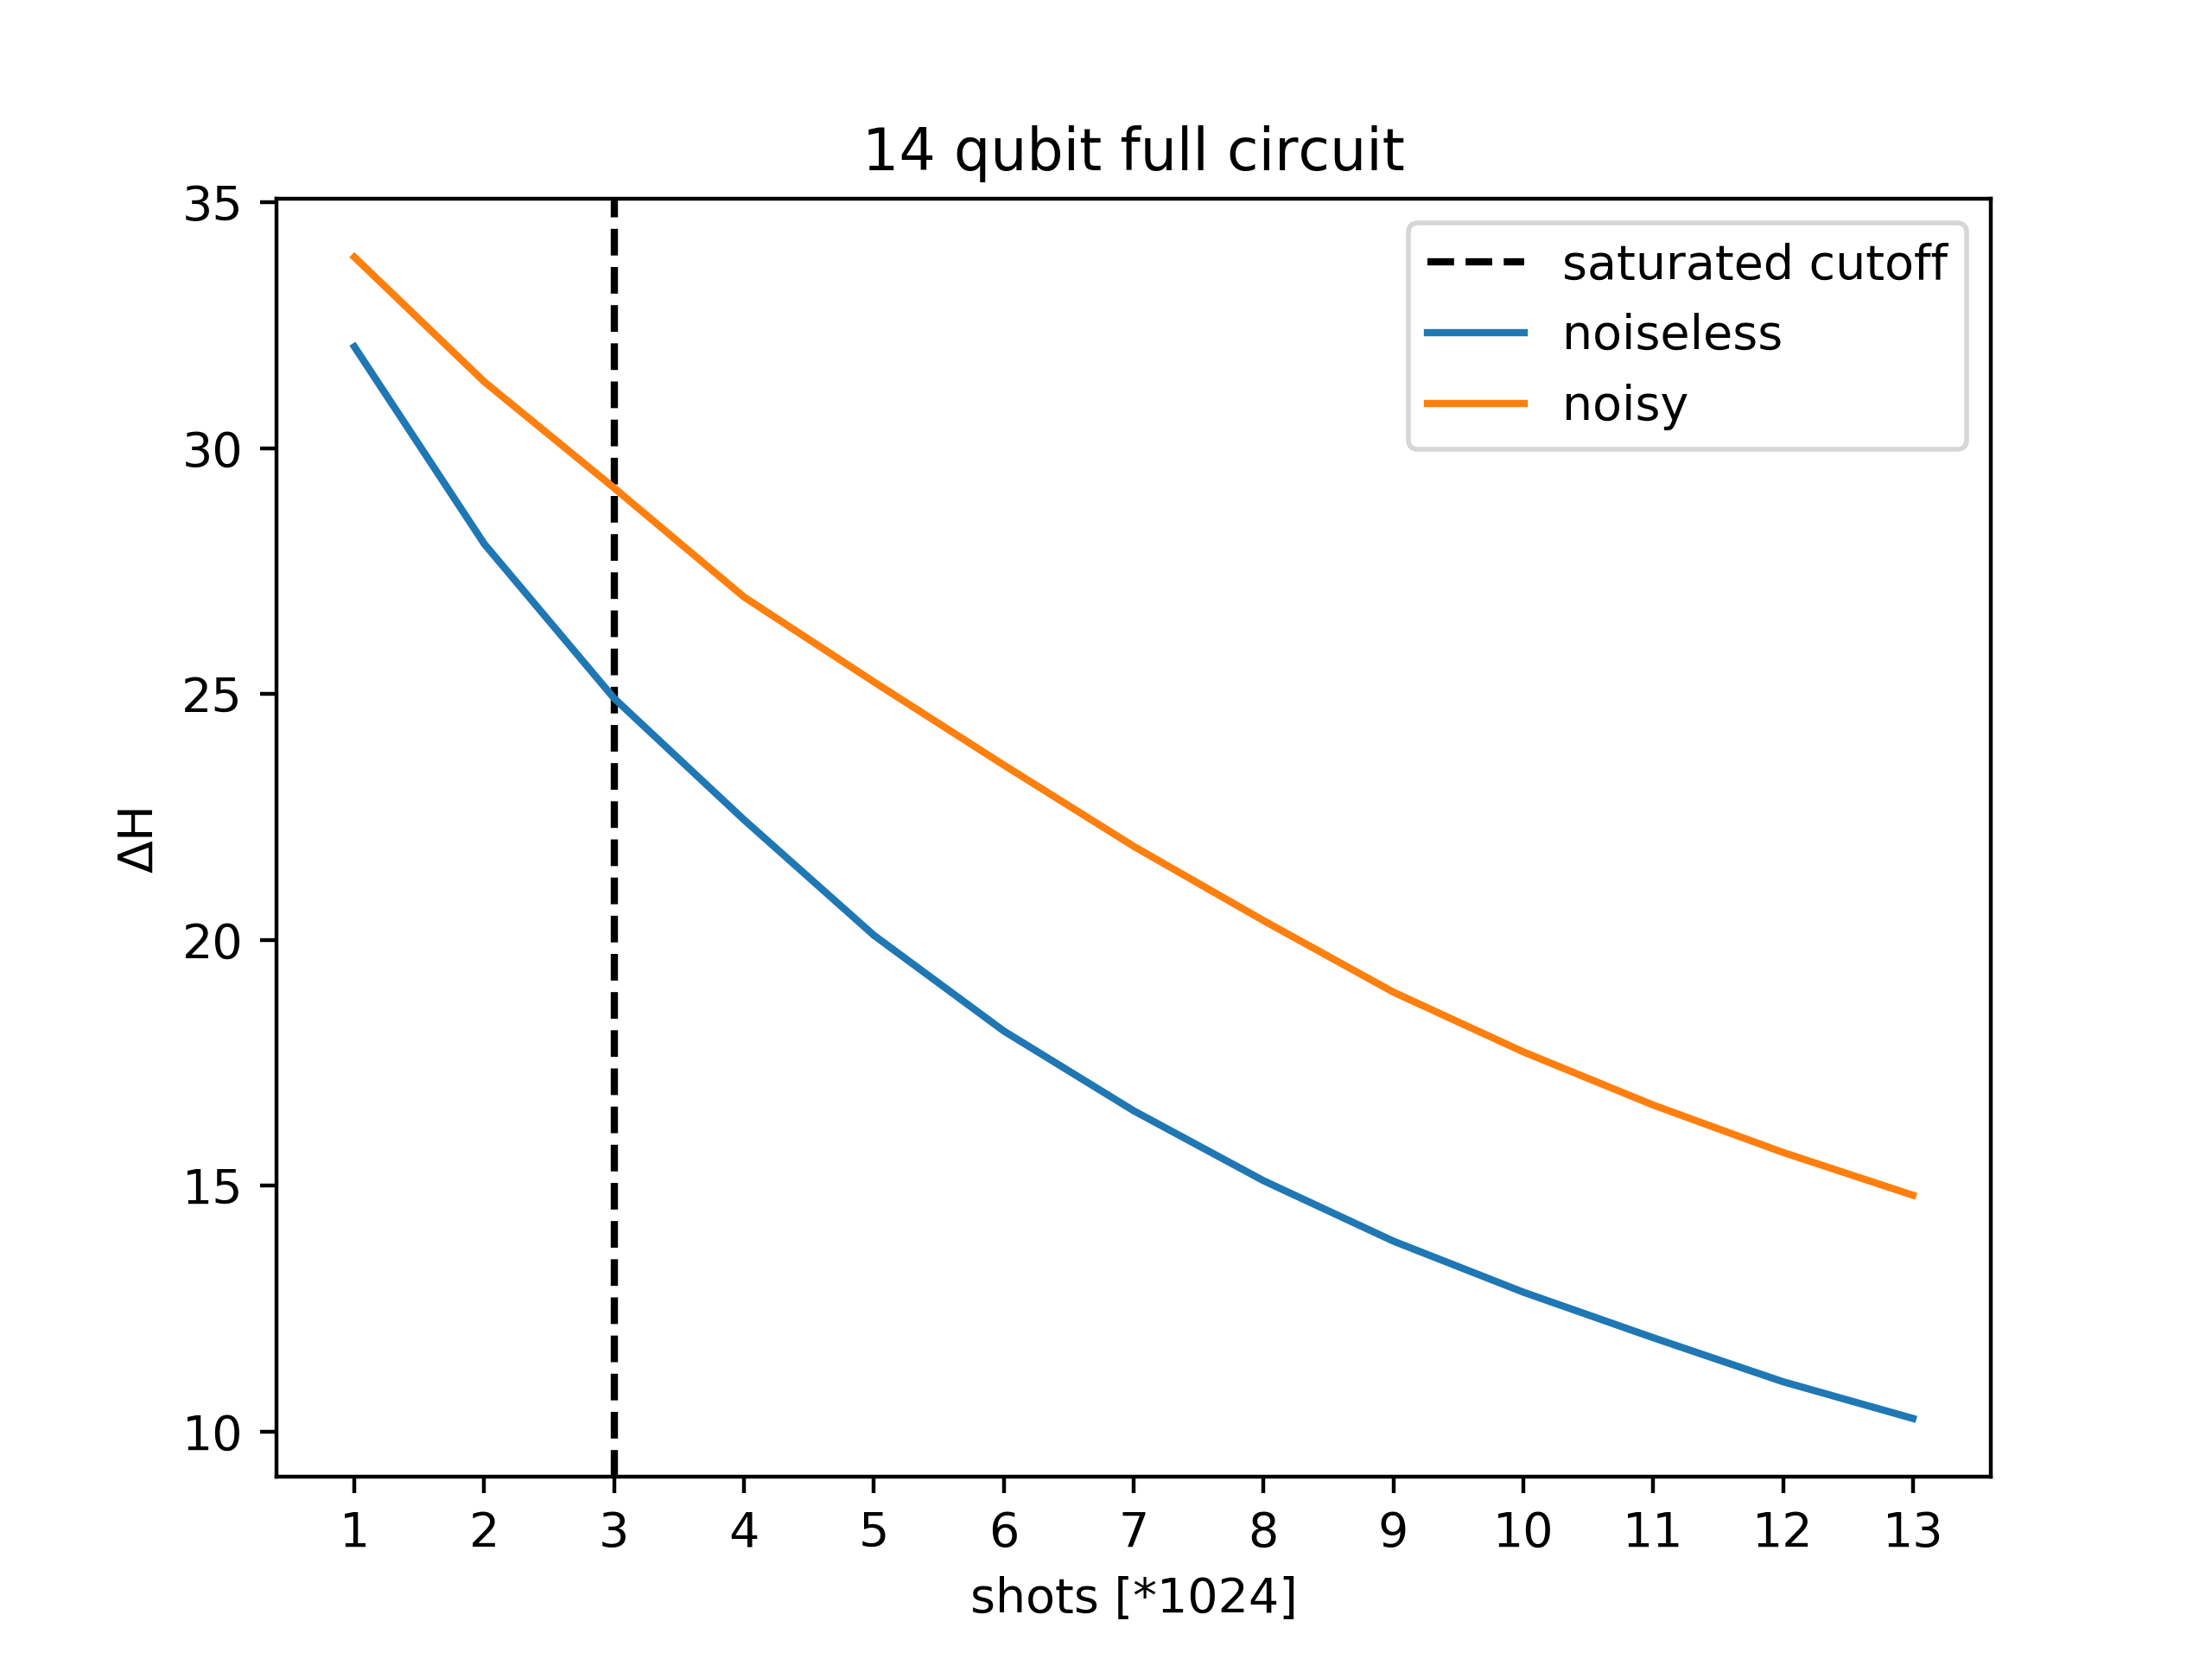 14 qubit full circuit
35
30
25
20
15
10
ΔH
saturated cutoff
noiseless
noisy
1 2 3 4 5 6 7 8 9 10 11 12 13
shots [*1024]